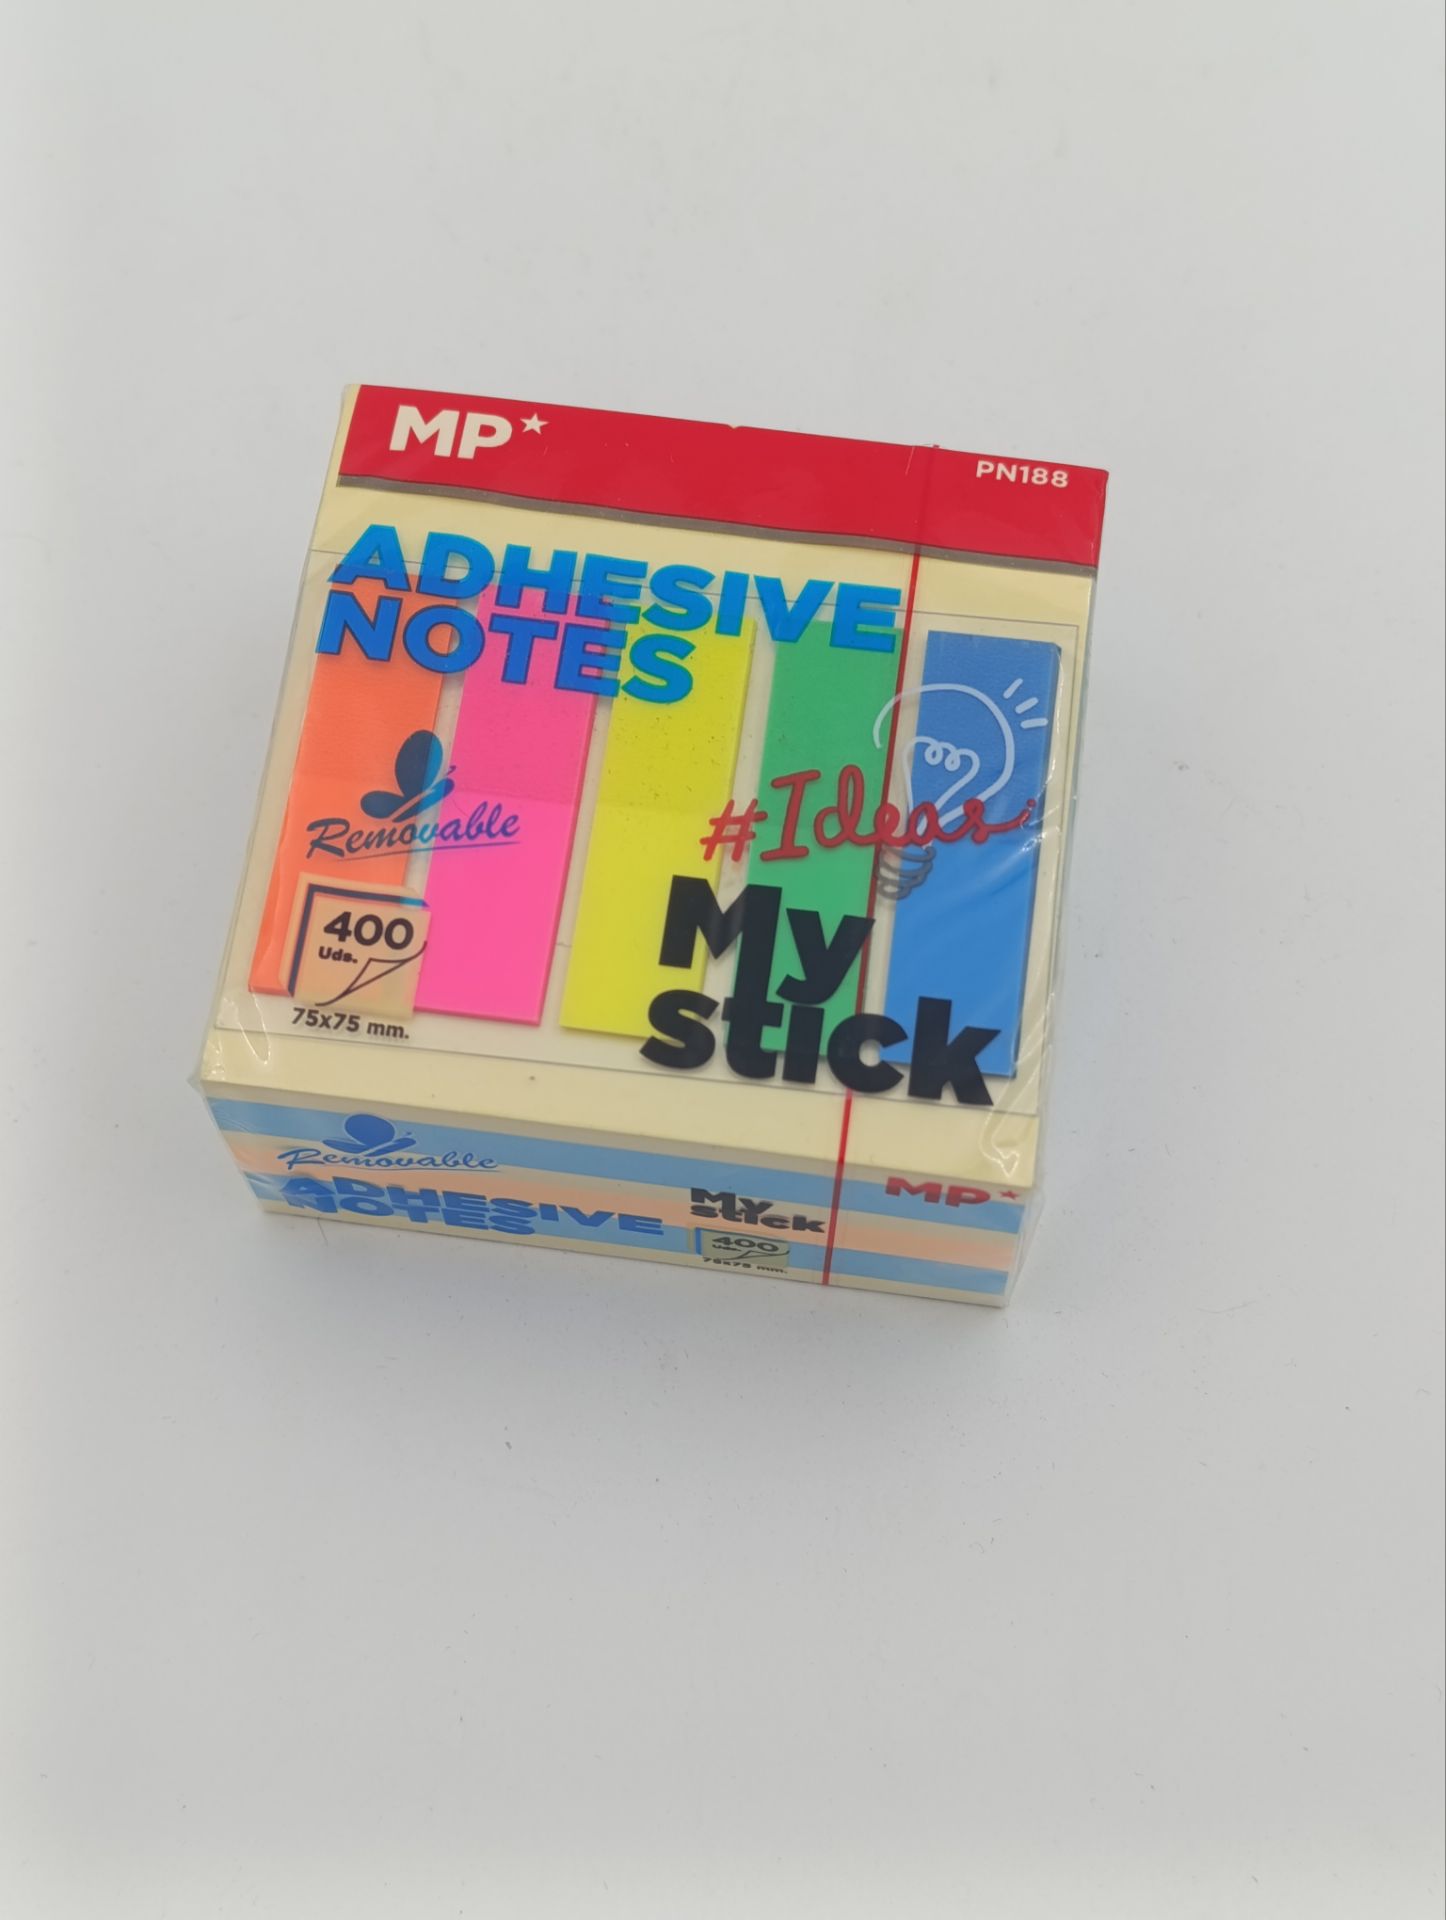 MP
PN188
ADHESIVE
NOTES
Removable
#Ideas
400
Uds.
75x75 mm.
My
stick
Removable
ADHESIVE
NOTES
My
stick
400
Uds.
75x75 mm.
MP